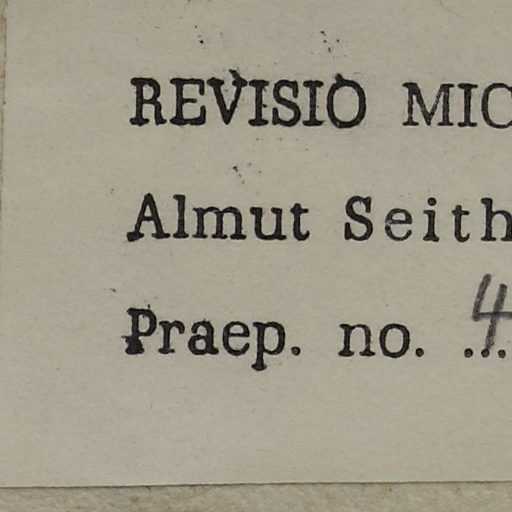 REVISIO MIC
Almut Seith
Praep. no. ...4